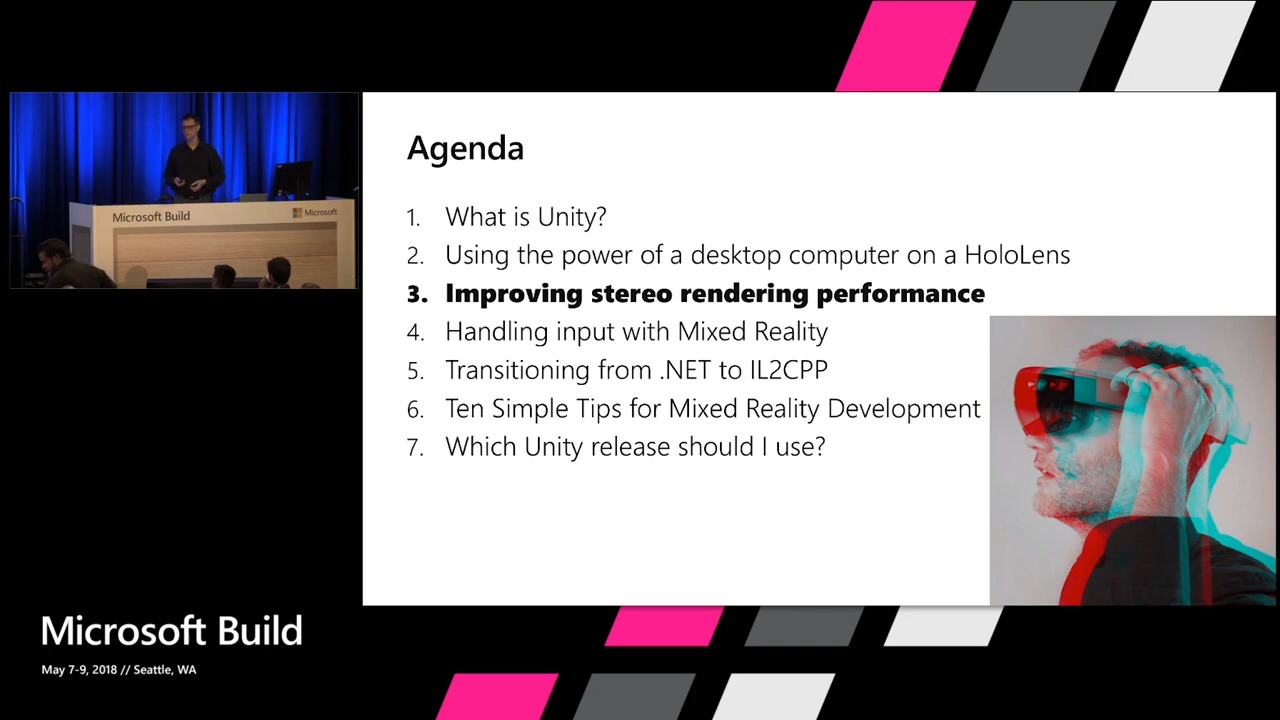 Microsoft Build
Microsoft
Agenda
1. What is Unity?
2. Using the power of a desktop computer on a HoloLens
3. Improving stereo rendering performance
4. Handling input with Mixed Reality
5. Transitioning from .NET to IL2CPP
6. Ten Simple Tips for Mixed Reality Development
7. Which Unity release should I use?
Microsoft Build
May 7-9, 2018 // Seattle, WA